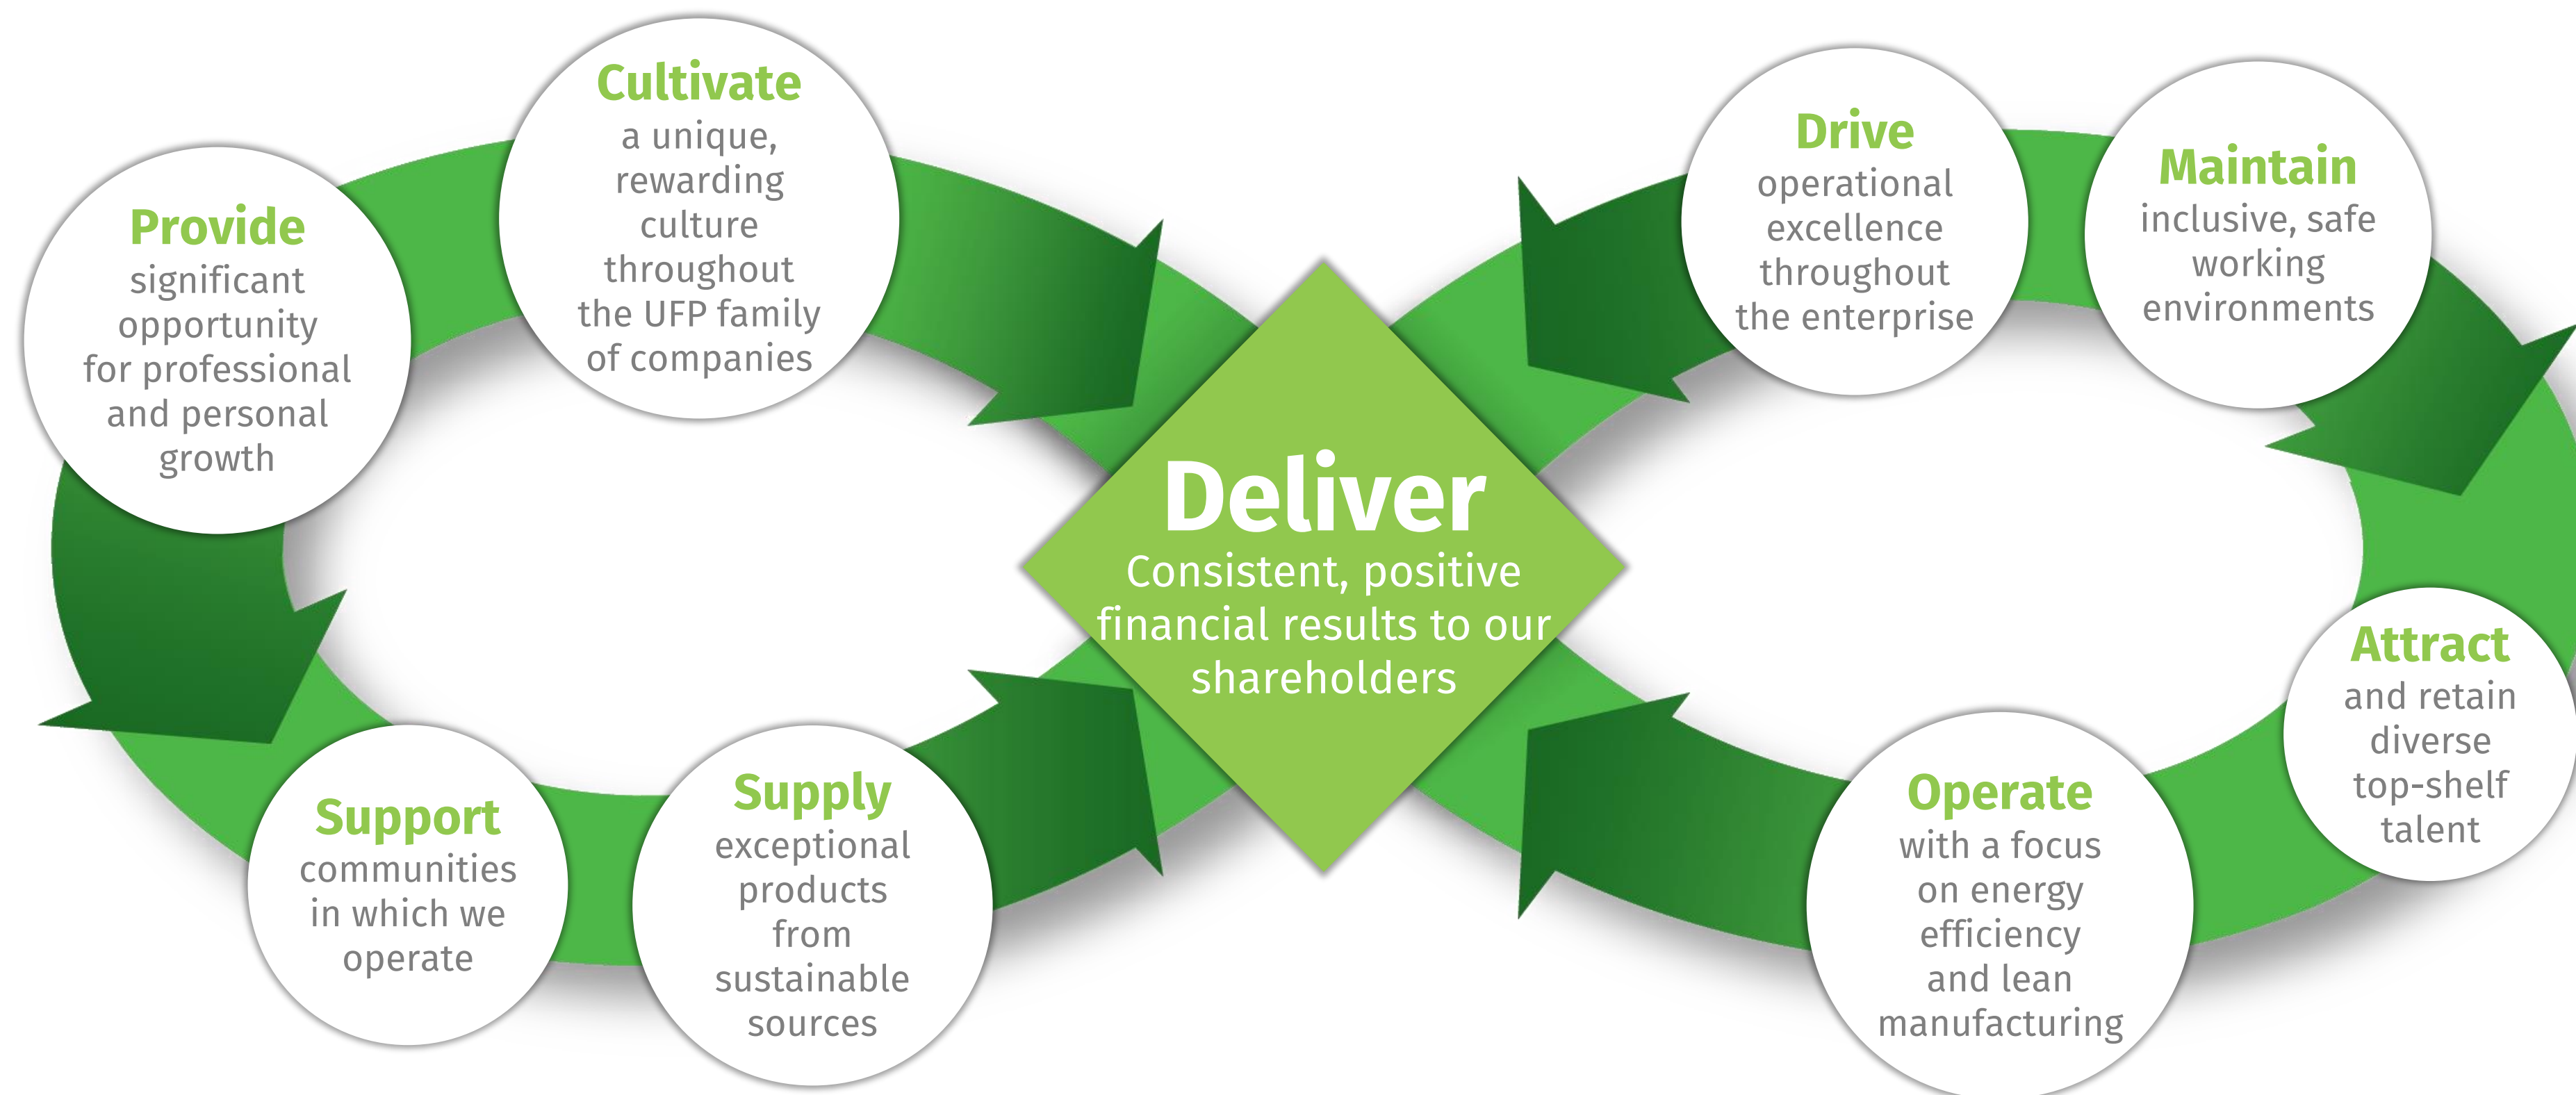 Provide
significant
opportunity
for professional
and personal
growth
Cultivate
a unique,
rewarding
culture
throughout
the UFP family
of companies
Support
communities
in which we
operate
Supply
exceptional
products
from
sustainable
sources
Deliver
Consistent, positive
financial results to our
shareholders
Drive
operational
excellence
throughout
the enterprise
Maintain
inclusive, safe
working
environments
Attract
and retain
diverse
top-shelf
talent
Operate
with a focus
on energy
efficiency
and lean
manufacturing